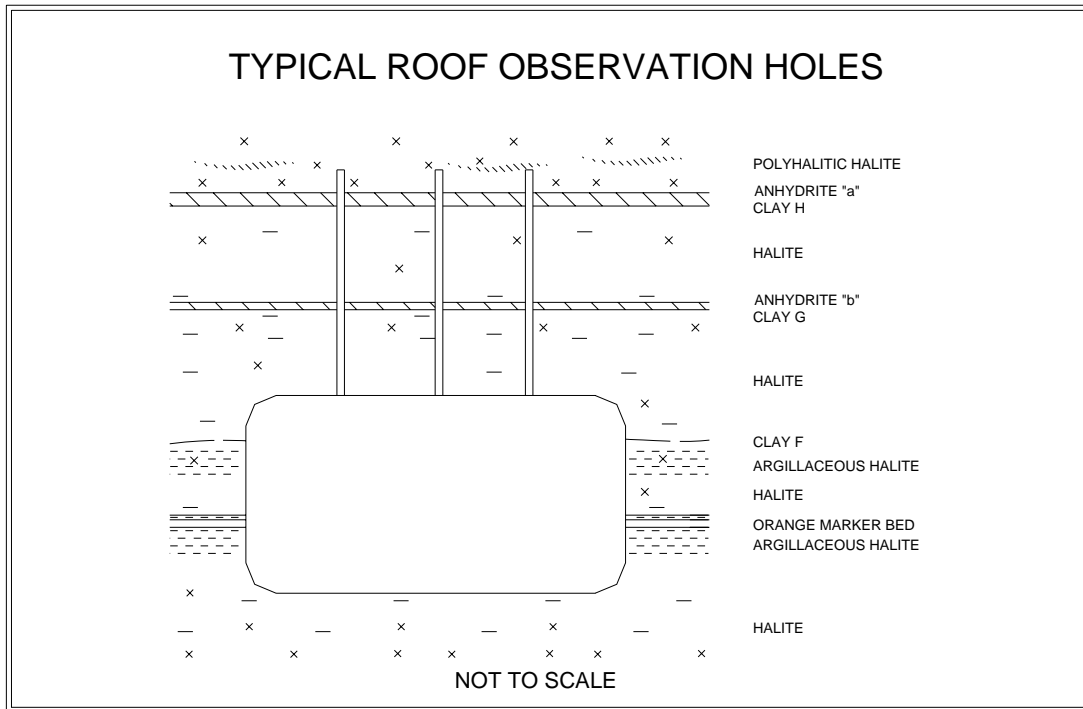 TYPICAL ROOF OBSERVATION HOLES
POLYHALITIC HALITE
ANHYDRITE "a"
CLAY H
HALITE
ANHYDRITE "b"
CLAY G
HALITE
CLAY F
ARGILLACEOUS HALITE
HALITE
ORANGE MARKER BED
ARGILLACEOUS HALITE
HALITE
NOT TO SCALE